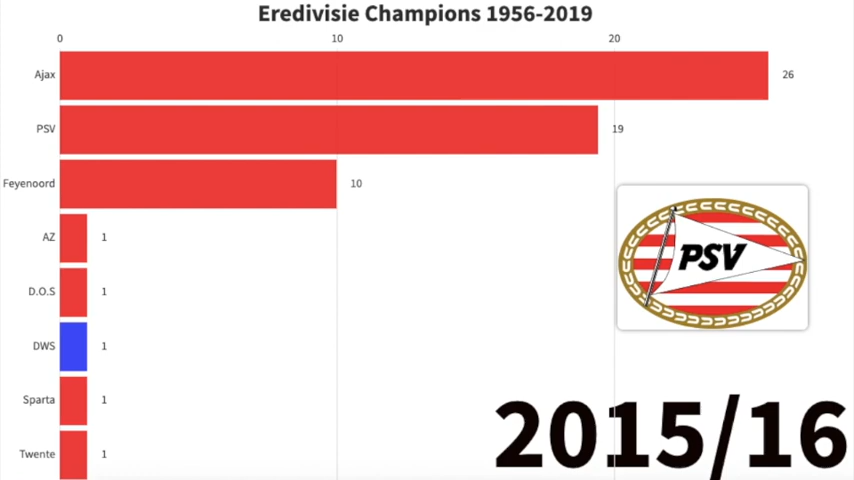 Eredivisie Champions 1956-2019
0 10 20
Ajax 26
PSV 19
Feyenoord 10
AZ 1
D.O.S 1
DWS 1
Sparta 1
Twente 1
PSV
2015/16